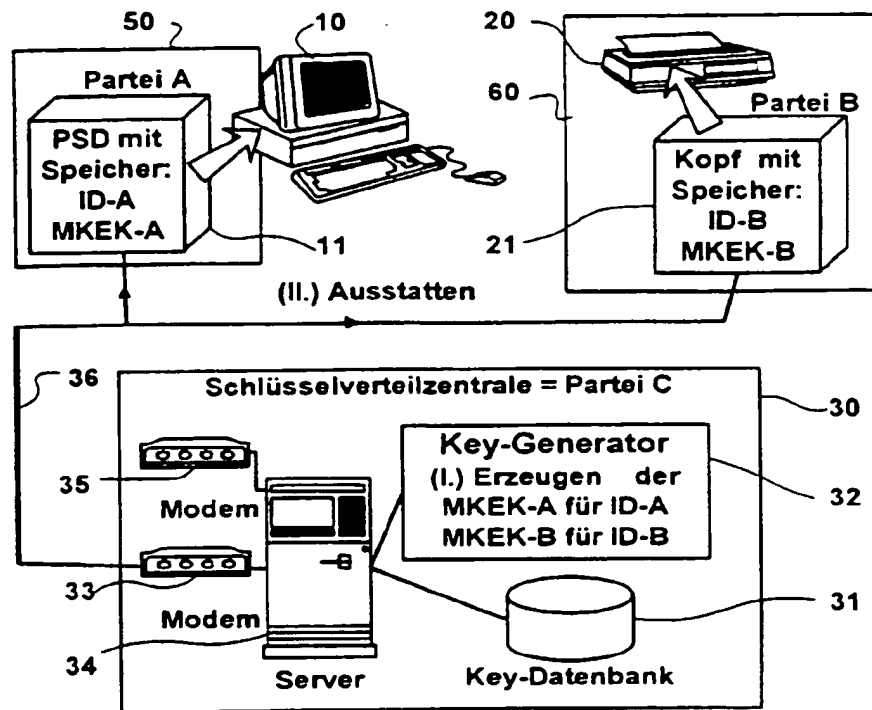 50
10
20
Partei A
60
Partei B
PSD mit
Speicher:
ID-A
MKEK-A
Kopf mit
Speicher:
ID-B
MKEK-B
11
21
(II.) Ausstatten
36
Schlüsselverteilzentrale = Partei C
30
Key-Generator
(I.) Erzeugen der
MKEK-A für ID-A
MKEK-B für ID-B
32
35
Modem
33
Modem
31
34
Server
Key-Datenbank